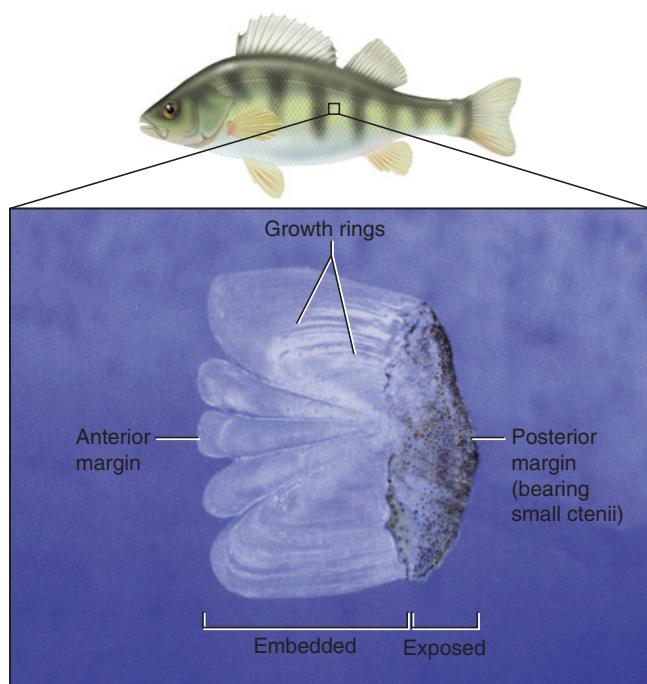 Growth rings
Anterior
margin
Posterior
margin
(bearing
small ctenii)
Embedded
Exposed